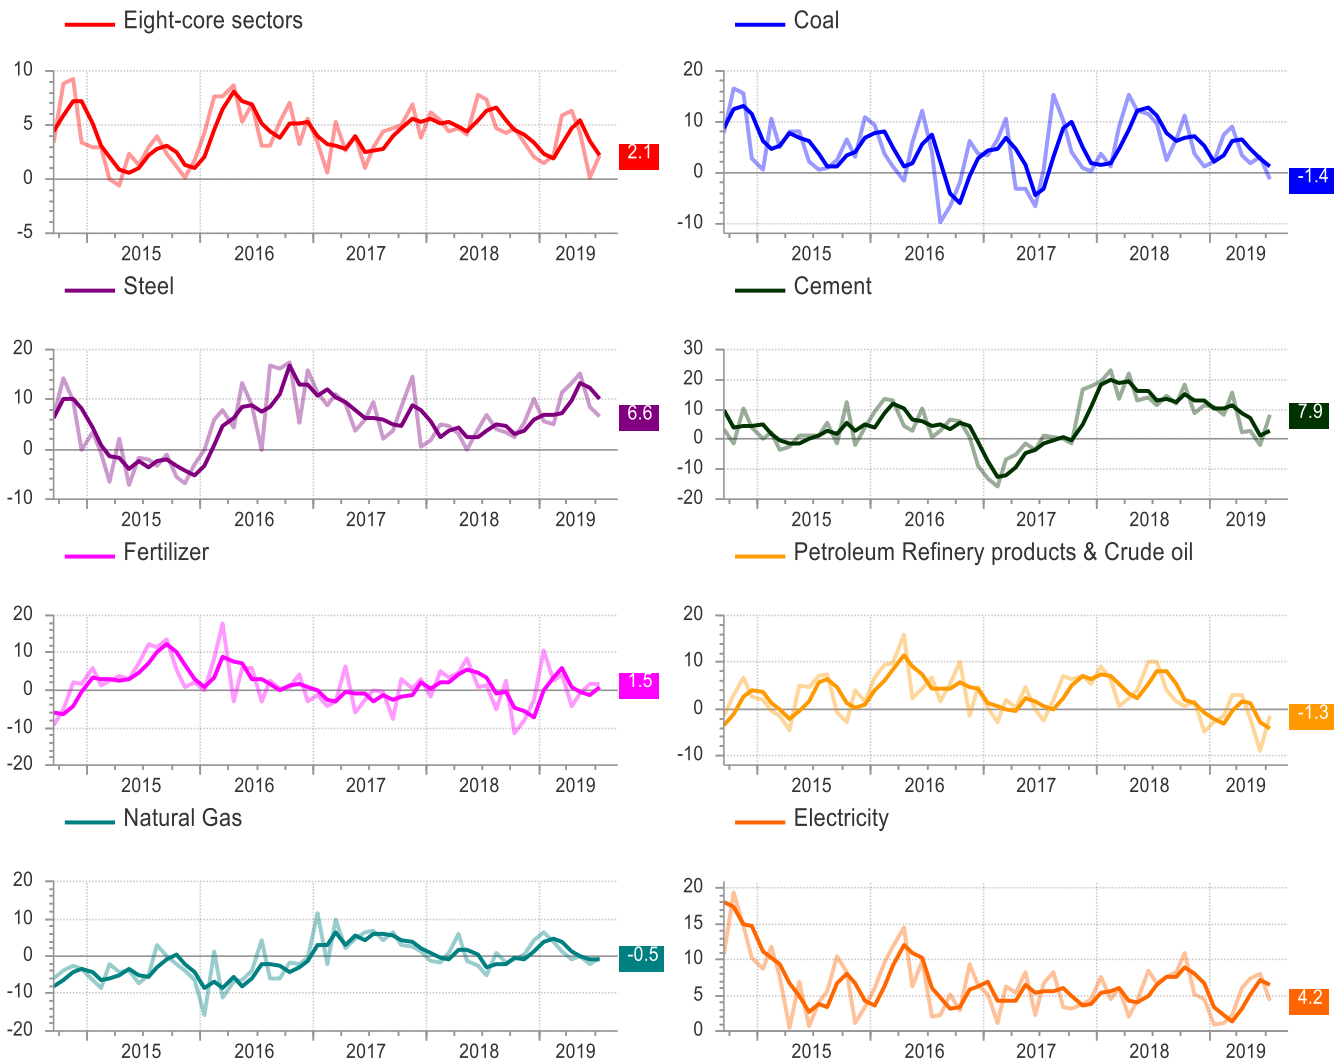 Eight-core sectors
10
5
0
-5
2.1
2015 2016 2017 2018 2019
Coal
20
10
0
-10
-1.4
2015 2016 2017 2018 2019
Steel
20
10
0
-10
6.6
2015 2016 2017 2018 2019
Cement
30
20
10
0
-10
-20
7.9
2015 2016 2017 2018 2019
Fertilizer
20
10
0
-10
-20
1.5
2015 2016 2017 2018 2019
Petroleum Refinery products & Crude oil
20
10
0
-10
-1.3
2015 2016 2017 2018 2019
Natural Gas
20
10
0
-10
-20
-0.5
2015 2016 2017 2018 2019
Electricity
20
15
10
5
0
4.2
2015 2016 2017 2018 2019